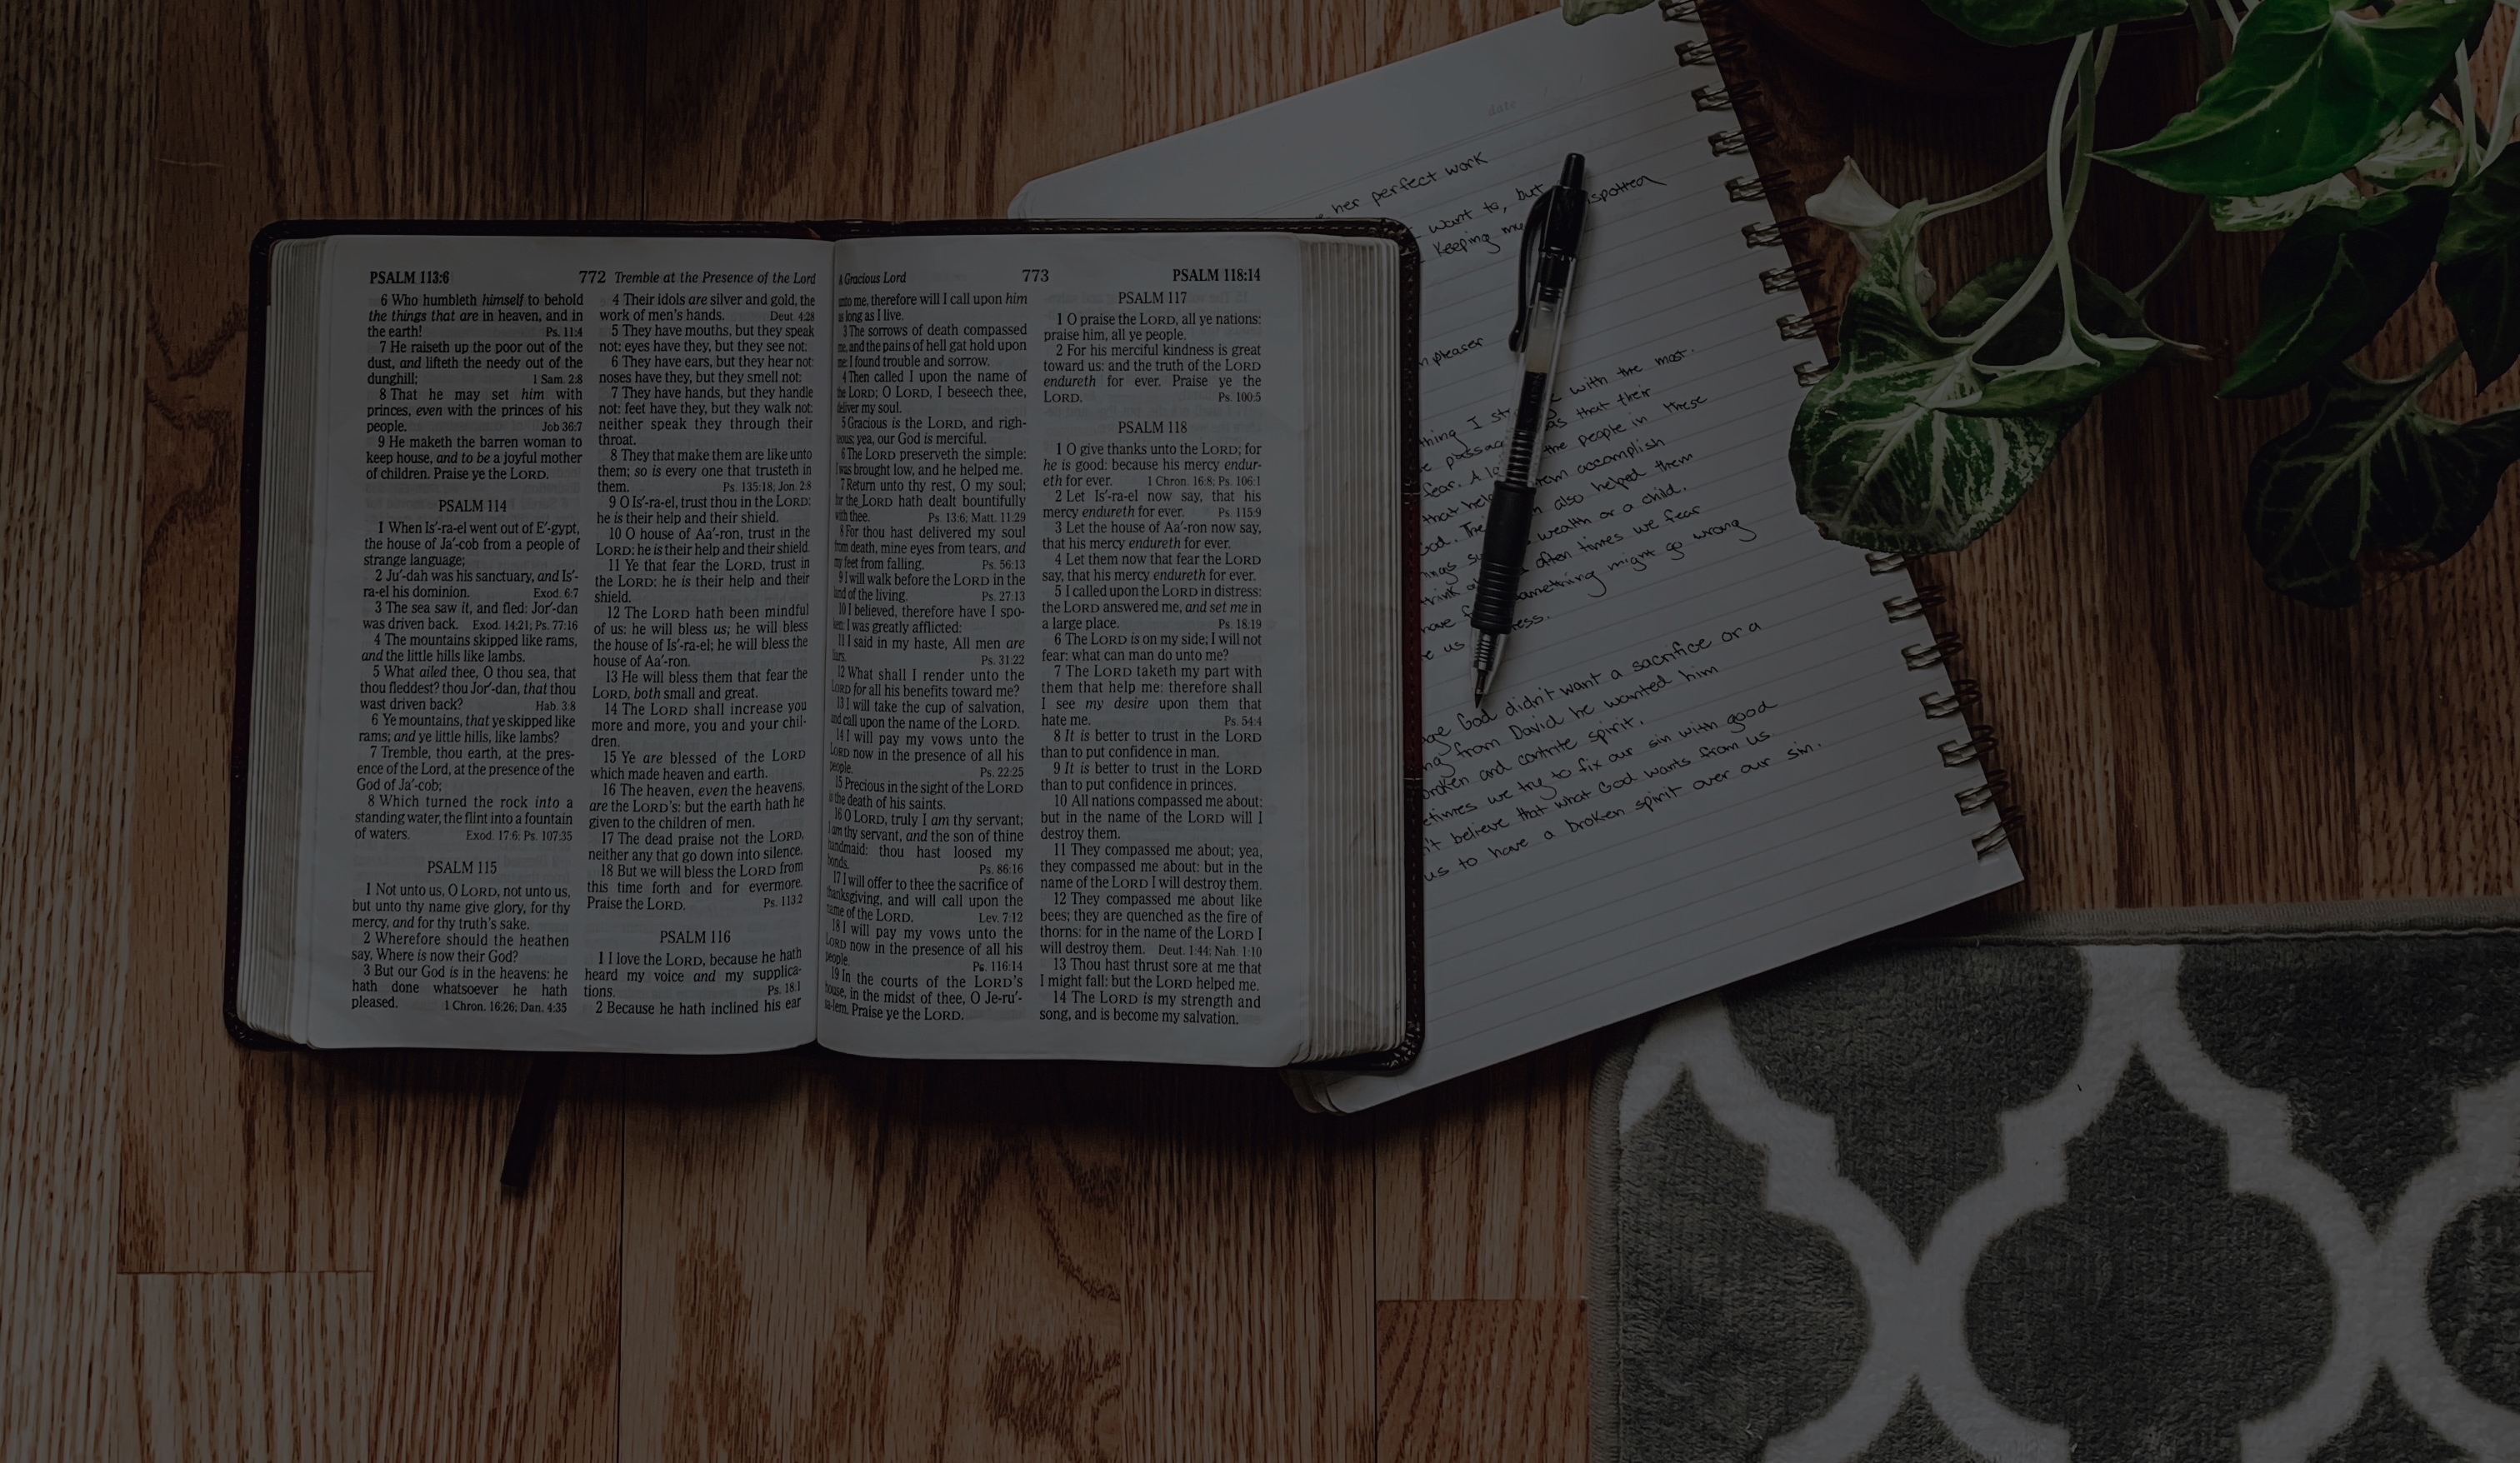 PSALM 113:6 772 Tremble at the Presence of the Lord
6 Who humbleth himself to behold
the things that are in heaven, and in
the earth! Ps. 11:4
7 He raiseth up the poor out of the
dust, and lifteth the needy out of the
dunghill; 1 Sam. 2:8
8 That he may set him with
princes, even with the princes of his
people. Job 36:7
9 He maketh the barren woman to
keep house, and to be a joyful mother
of children. Praise ye the LORD.
PSALM 114
1 When Is'-ra-el went out of E'-gypt,
the house of Ja'-cob from a people of
strange language;
2 Ju'-dah was his sanctuary, and Is'-
ra-el his dominion. Exod. 6:7
3 The sea saw it, and fled: Jor'-dan
was driven back. Exod. 14:21; Ps. 77:16
4 The mountains skipped like rams,
and the little hills like lambs.
5 What ailed thee, O thou sea, that
thou fleddest? thou Jor'-dan, that thou
wast driven back? Hab. 3:8
6 Ye mountains, that ye skipped like
rams; and ye little hills, like lambs?
7 Tremble, thou earth, at the pres-
ence of the Lord, at the presence of the
God of Ja'-cob;
8 Which turned the rock into a
standing water, the flint into a fountain
of waters. Exod. 17:6; Ps. 107:35
PSALM 115
1 Not unto us, O LORD, not unto us,
but unto thy name give glory, for thy
mercy, and for thy truth's sake.
2 Wherefore should the heathen
say, Where is now their God?
3 But our God is in the heavens: he
hath done whatsoever he hath
pleased. 1 Chron. 16:26; Dan. 4:35
4 Their idols are silver and gold, the
work of men's hands. Deut. 4:28
5 They have mouths, but they speak
not: eyes have they, but they see not:
6 They have ears, but they hear not:
noses have they, but they smell not:
7 They have hands, but they handle
not: feet have they, but they walk not:
neither speak they through their
throat.
8 They that make them are like unto
them; so is every one that trusteth in
them. Ps. 135:18; Jon. 2:8
9 O Is'-ra-el, trust thou in the LORD:
he is their help and their shield.
10 O house of Aa'-ron, trust in the
LORD: he is their help and their shield.
11 Ye that fear the LORD, trust in
the LORD: he is their help and their
shield.
12 The LORD hath been mindful
of us: he will bless us; he will bless
the house of Is'-ra-el; he will bless the
house of Aa'-ron.
13 He will bless them that fear the
LORD, both small and great.
14 The LORD shall increase you
more and more, you and your chil-
dren.
15 Ye are blessed of the LORD
which made heaven and earth.
16 The heaven, even the heavens,
are the LORD's: but the earth hath he
given to the children of men.
17 The dead praise not the LORD,
neither any that go down into silence.
18 But we will bless the LORD from
this time forth and for evermore.
Praise the LORD. Ps. 113:2
PSALM 116
1 I love the LORD, because he hath
heard my voice and my supplica-
tions. Ps. 18:1
2 Because he hath inclined his ear
A Gracious Lord 773 PSALM 118:14
unto me, therefore will I call upon him
as long as I live.
3 The sorrows of death compassed
me, and the pains of hell gat hold upon
me: I found trouble and sorrow.
4 Then called I upon the name of
the LORD; O LORD, I beseech thee,
deliver my soul.
5 Gracious is the LORD, and righ-
teous; yea, our God is merciful.
6 The LORD preserveth the simple:
I was brought low, and he helped me.
7 Return unto thy rest, O my soul;
for the LORD hath dealt bountifully
with thee. Ps. 13:6; Matt. 11:29
8 For thou hast delivered my soul
from death, mine eyes from tears, and
my feet from falling. Ps. 56:13
9 I will walk before the LORD in the
land of the living. Ps. 27:13
10 I believed, therefore have I spo-
ken: I was greatly afflicted:
11 I said in my haste, All men are
liars. Ps. 31:22
12 What shall I render unto the
LORD for all his benefits toward me?
13 I will take the cup of salvation,
and call upon the name of the LORD.
14 I will pay my vows unto the
LORD now in the presence of all his
people. Ps. 22:25
15 Precious in the sight of the LORD
is the death of his saints.
16 O LORD, truly I am thy servant;
I am thy servant, and the son of thine
handmaid: thou hast loosed my
bonds. Ps. 86:16
17 I will offer to thee the sacrifice of
thanksgiving, and will call upon the
name of the LORD. Lev. 7:12
18 I will pay my vows unto the
LORD now in the presence of all his
people. Ps. 116:14
19 In the courts of the LORD's
house, in the midst of thee, O Je-ru'-
sa-lem. Praise ye the LORD.
PSALM 117
1 O praise the LORD, all ye nations:
praise him, all ye people.
2 For his merciful kindness is great
toward us: and the truth of the LORD
endureth for ever. Praise ye the
LORD. Ps. 100:5
PSALM 118
1 O give thanks unto the LORD; for
he is good: because his mercy endur-
eth for ever. 1 Chron. 16:8; Ps. 106:1
2 Let Is'-ra-el now say, that his
mercy endureth for ever. Ps. 115:9
3 Let the house of Aa'-ron now say,
that his mercy endureth for ever.
4 Let them now that fear the LORD
say, that his mercy endureth for ever.
5 I called upon the LORD in distress:
the LORD answered me, and set me in
a large place. Ps. 18:19
6 The LORD is on my side; I will not
fear: what can man do unto me?
7 The LORD taketh my part with
them that help me: therefore shall
I see my desire upon them that
hate me. Ps. 54:4
8 It is better to trust in the LORD
than to put confidence in man.
9 It is better to trust in the LORD
than to put confidence in princes.
10 All nations compassed me about:
but in the name of the LORD will I
destroy them.
11 They compassed me about; yea,
they compassed me about: but in the
name of the LORD I will destroy them.
12 They compassed me about like
bees; they are quenched as the fire of
thorns: for in the name of the LORD I
will destroy them. Deut. 1:44; Nah. 1:10
13 Thou hast thrust sore at me that
I might fall: but the LORD helped me.
14 The LORD is my strength and
song, and is become my salvation.
date
her perfect work
want to, but
Keeping spotted
pleaser
thing I with the most.
that their
fear. the people in these
that accomplish
also helped them
wealth or a child.
often times we fear
something might go wrong
us
God didn't want a sacrifice or a
from David he wanted him
broken and contrite spirit.
we try to fix our sin with good
believe that what God wants from us
us to have a broken spirit over our sin.